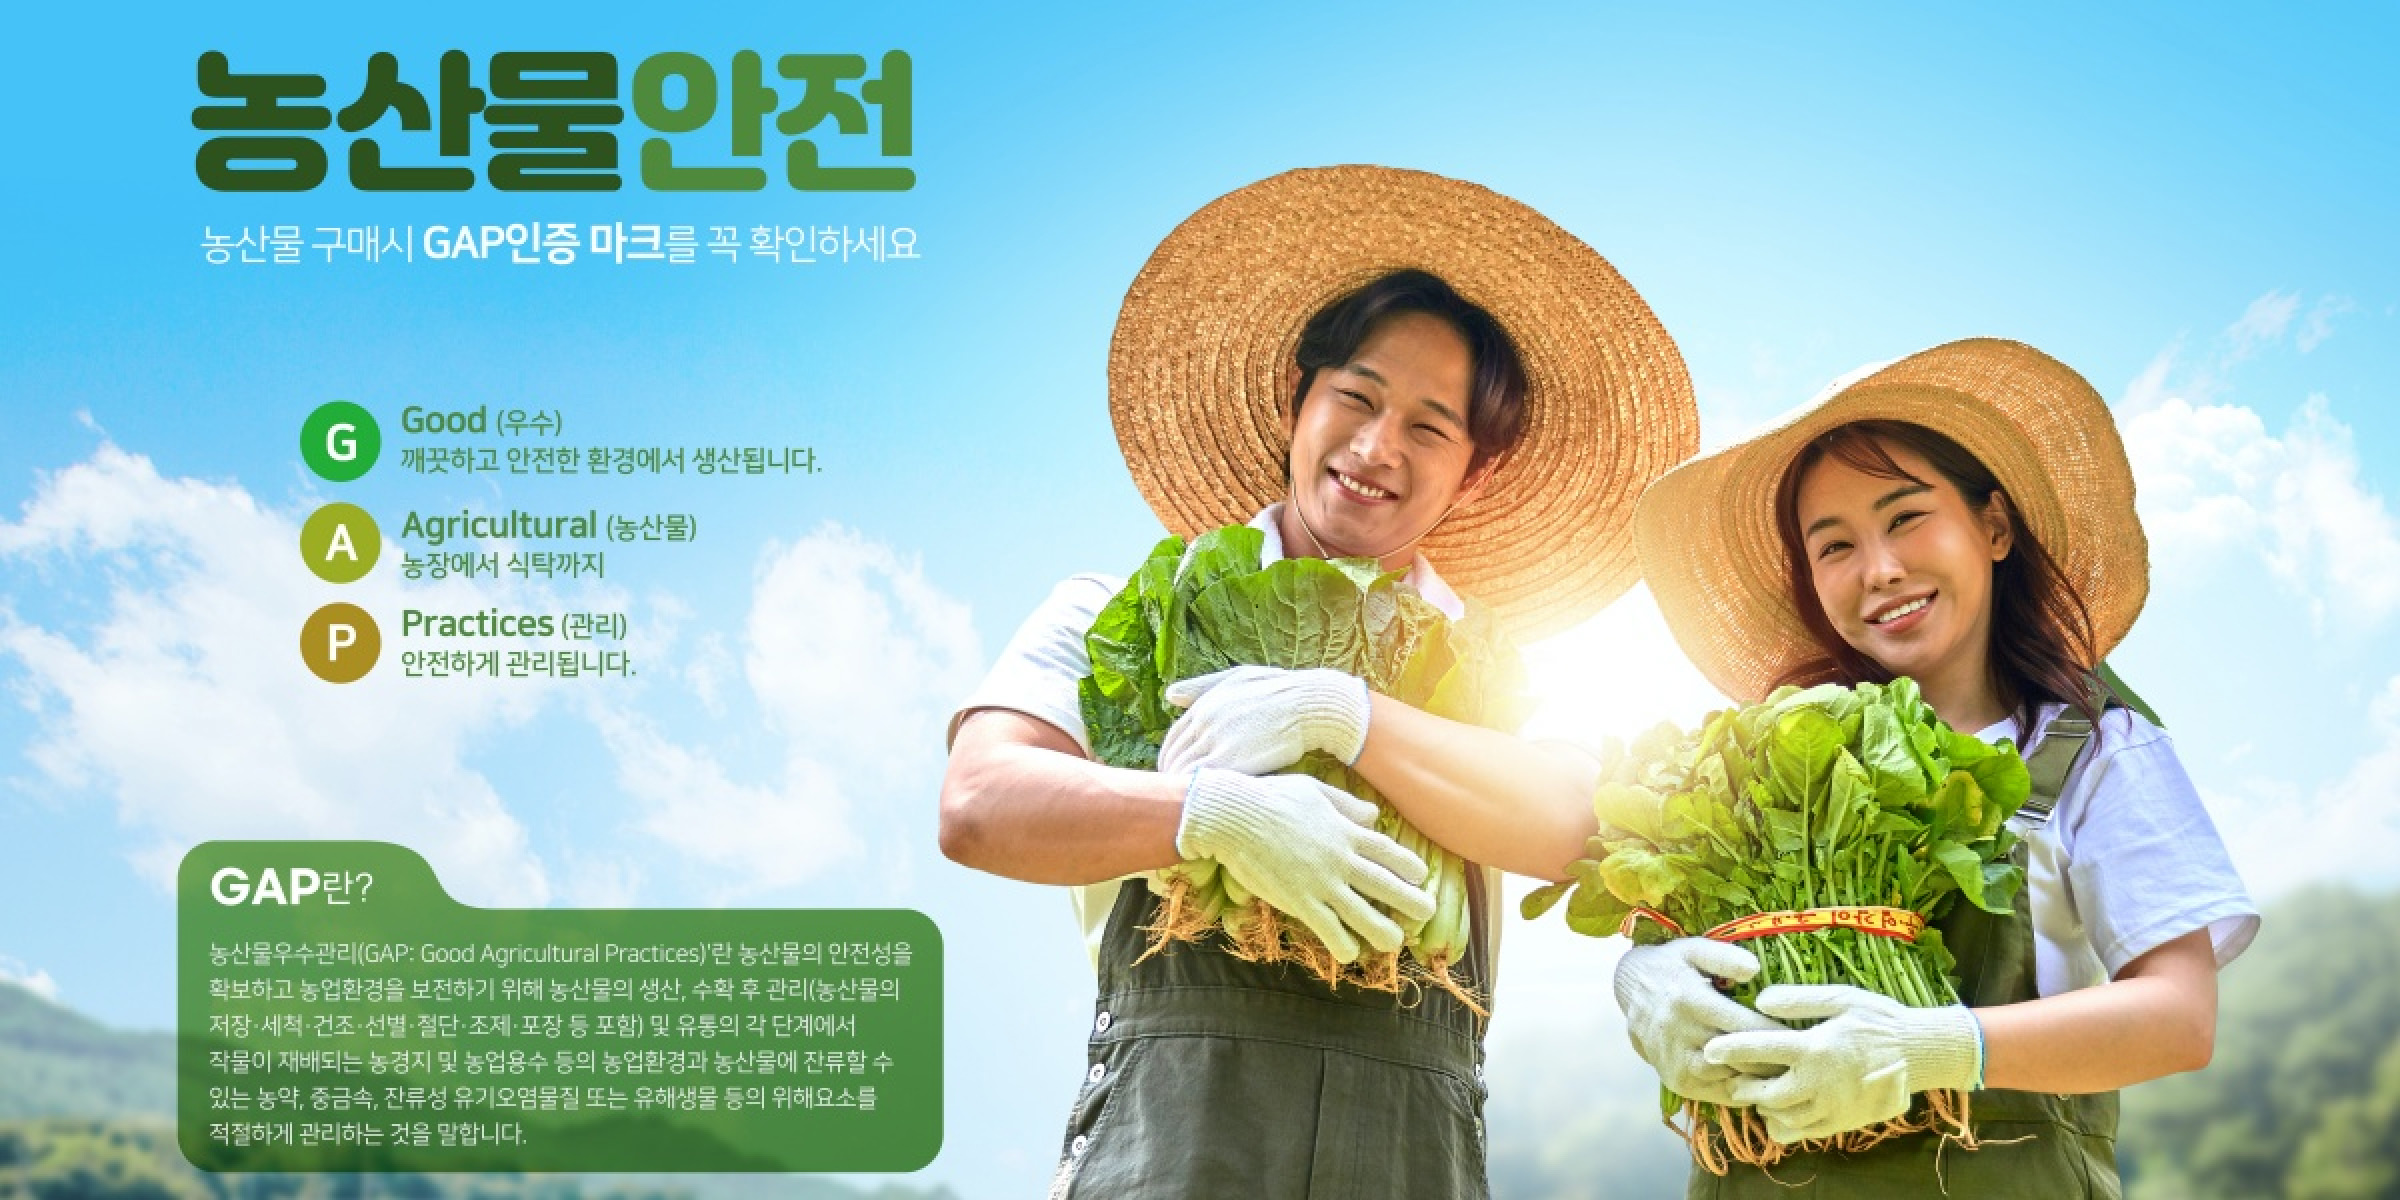 농산물안전
농산물 구매시 GAP인증 마크를 꼭 확인하세요
G
Good (우수)
깨끗하고 안전한 환경에서 생산됩니다.
A
Agricultural (농산물)
농장에서 식탁까지
P
Practices (관리)
안전하게 관리됩니다.
GAP란?
농산물우수관리(GAP: Good Agricultural Practices)'란 농산물의 안전성을
확보하고 농업환경을 보전하기 위해 농산물의 생산, 수확 후 관리(농산물의
저장·세척·건조·선별·절단·조제·포장 등 포함) 및 유통의 각 단계에서
작물이 재배되는 농경지 및 농업용수 등의 농업환경과 농산물에 잔류할 수
있는 농약, 중금속, 잔류성 유기오염물질 또는 유해생물 등의 위해요소를
적절하게 관리하는 것을 말합니다.